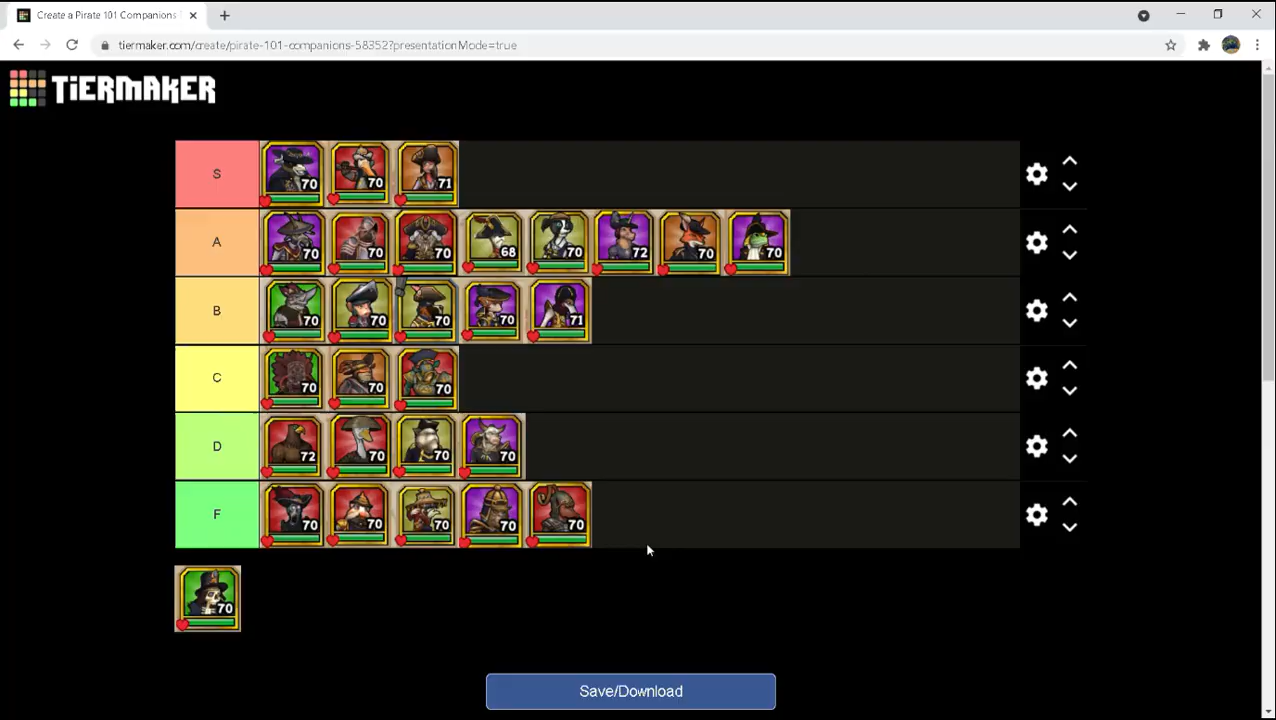 Create a Pirate 101 Companions
tiermaker.com/create/pirate-101-companions-58352?presentationMode=true
TIERMAKER
S
70 70 71
A
70 70 70 68 70 72 70 70
B
70 70 70 70 71
C
70 70 70
D
72 70 70 70
F
70 70 70 70 70
70
Save/Download